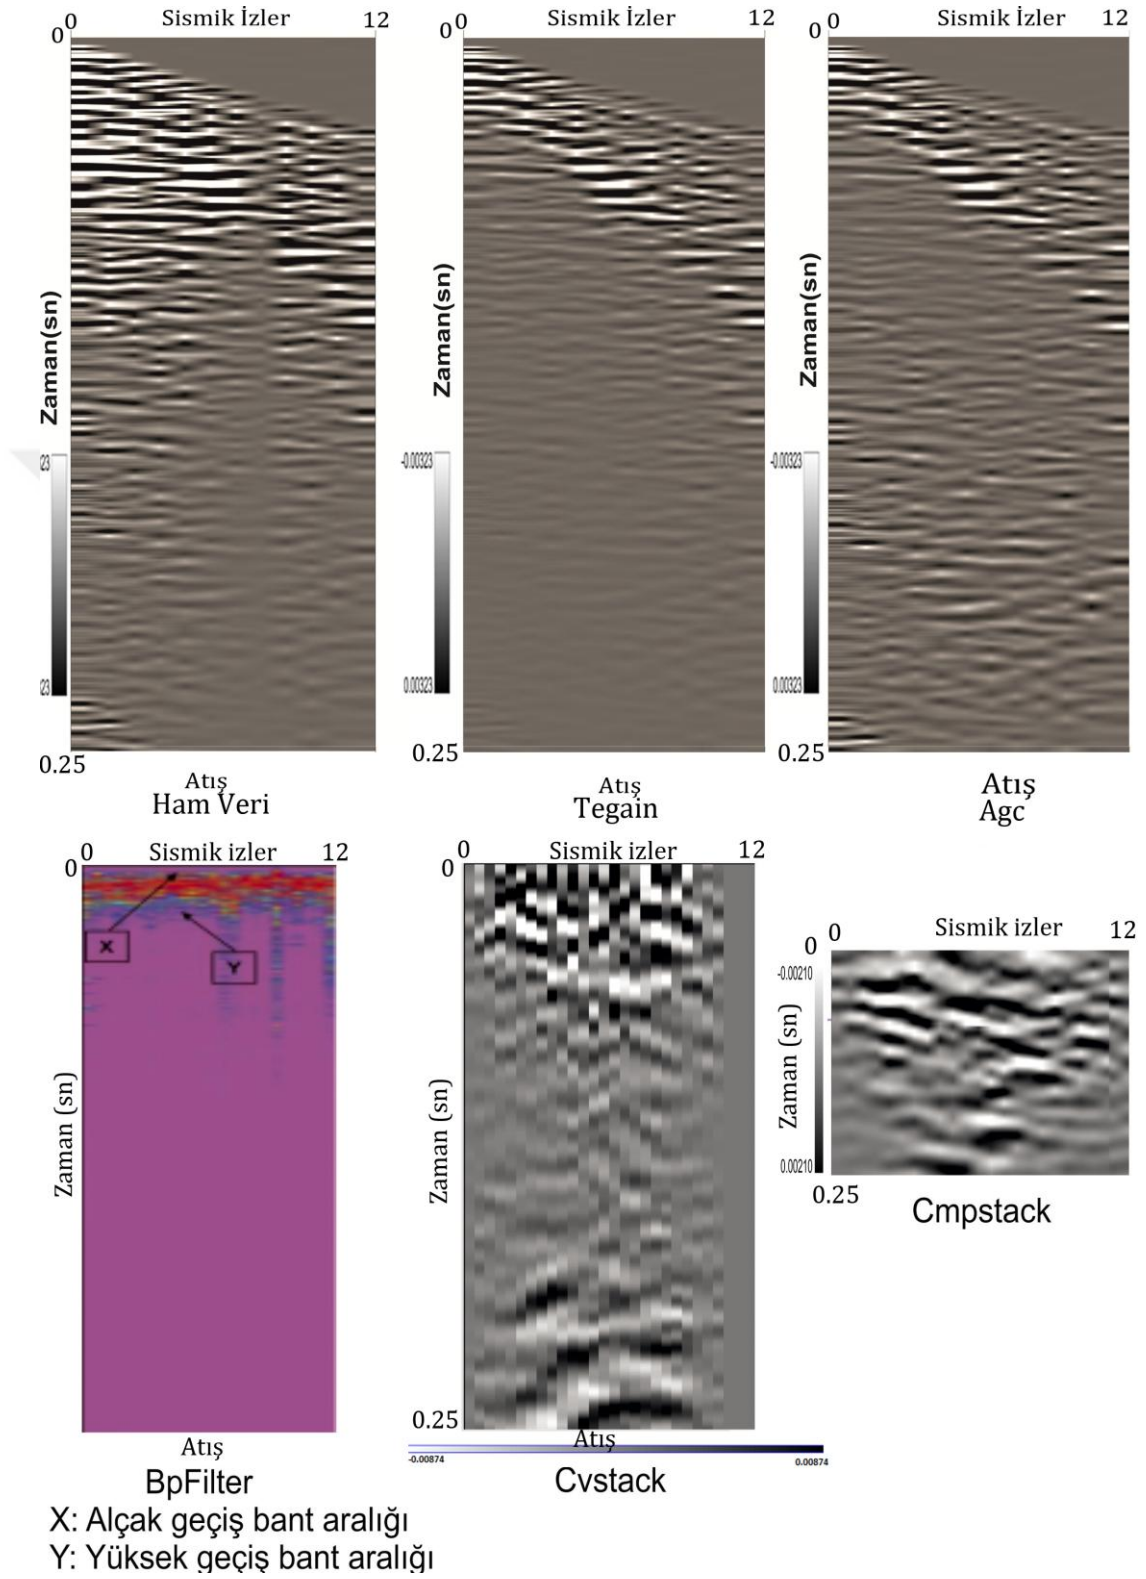 0 Sismik İzler 12
0
Zaman(sn)
23
23
0.25
Atış
Ham Veri
0 Sismik İzler 12
0
Zaman(sn)
-0.00323
0.00323
0.25
Atış
Tegain
0 Sismik İzler 12
0
Zaman(sn)
-0.00323
0.00323
0.25
Atış
Agc
0 Sismik izler 12
0
X
Y
Zaman (sn)
Atış
BpFilter
X: Alçak geçiş bant aralığı
Y: Yüksek geçiş bant aralığı
0 Sismik izler 12
0
Zaman (sn)
0.25
Atış
-0.00874 0.00874
Cvstack
0 Sismik izler 12
0
-0.00210
Zaman (sn)
0.00210
0.25
Cmpstack